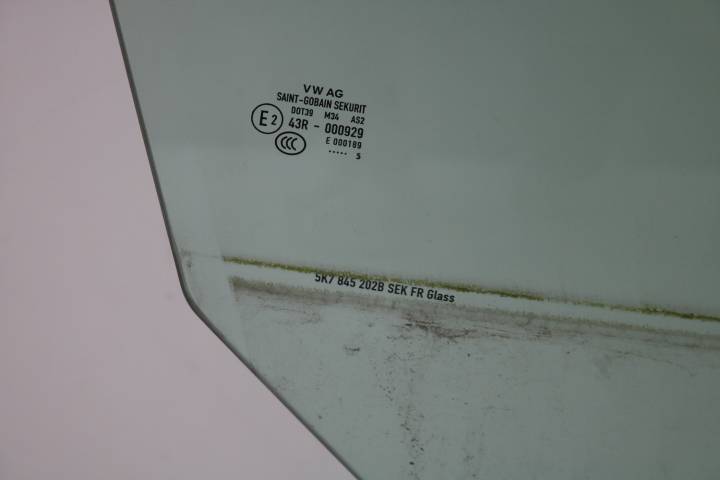 VW AG
SAINT-GOBAIN SEKURIT
DOT39 M34 AS2
E2 43R - 000929
CCC E 000189
..... 5
5K7 845 202B SEK FR Glass